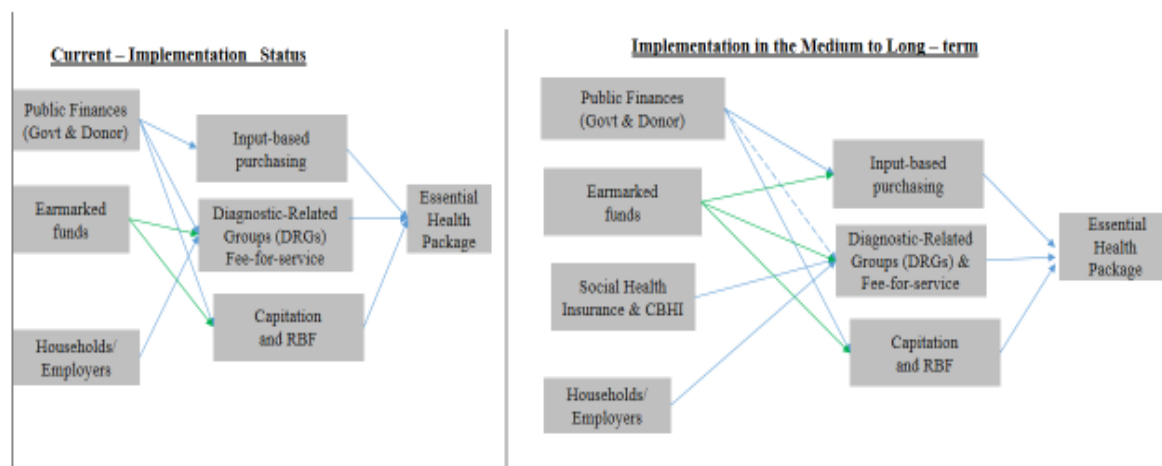 Current – Implementation Status
Public Finances
(Govt & Donor)
Input-based
purchasing
Earmarked
funds
Diagnostic-Related
Groups (DRGs)
Fee-for-service
Essential
Health
Package
Capitation
and RBF
Households/
Employers
Implementation in the Medium to Long – term
Public Finances
(Govt & Donor)
Input-based
purchasing
Earmarked
funds
Diagnostic-Related
Groups (DRGs) &
Fee-for-service
Essential
Health
Package
Social Health
Insurance & CBHI
Capitation
and RBF
Households/
Employers